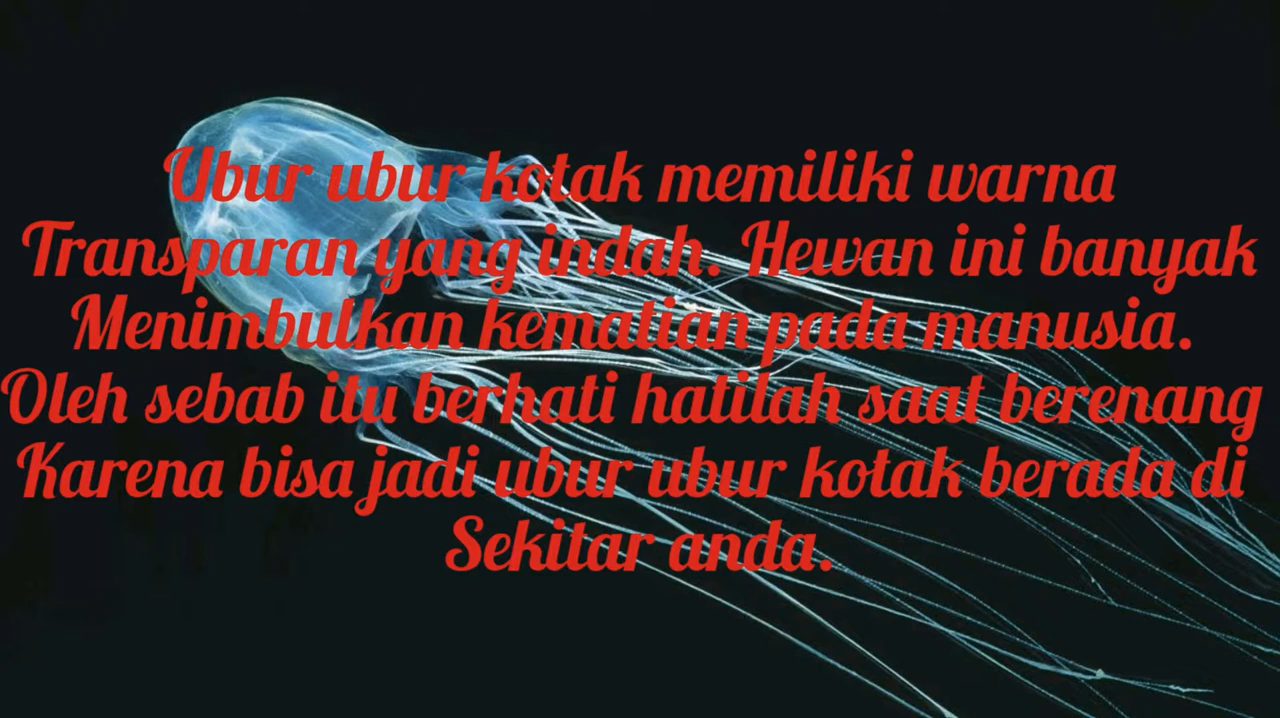 Ubur ubur kotak memiliki warna
Transparan yang indah. Hewan ini banyak
Menimbulkan kematian pada manusia.
Oleh sebab itu berhati hatilah saat berenang
Karena bisa jadi ubur ubur kotak berada di
Sekitar anda.